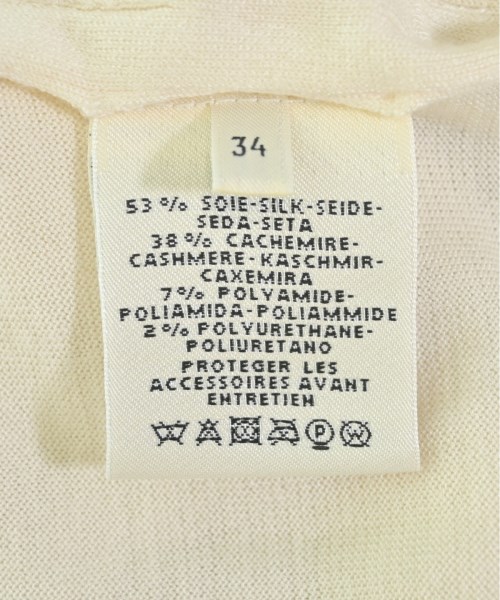 34
53% SOIE-SILK-SEIDE-
SEDA-SETA
38% CACHEMIRE-
CASHMERE-KASCHMIR-
CAXEMIRA
7% POLYAMIDE-
POLIAMIDA-POLIAMMIDE
2% POLYURETHANE-
POLIURETANO
PROTEGER LES
ACCESSOIRES AVANT
ENTRETIEN
P W